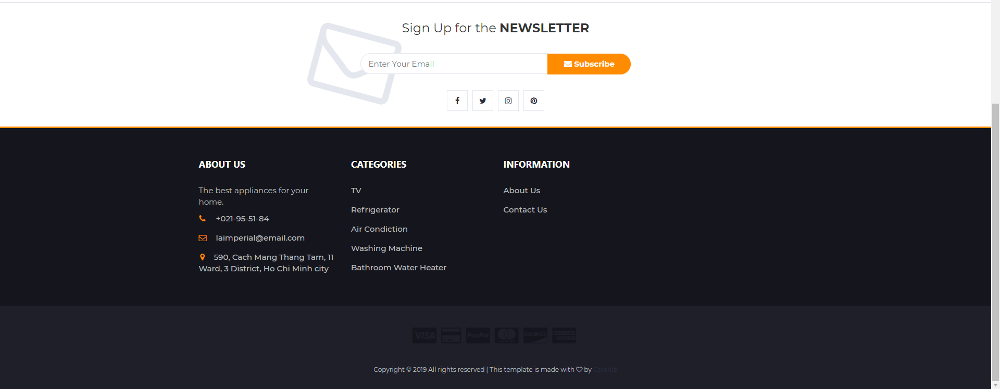 Sign Up for the NEWSLETTER
Enter Your Email
Subscribe
ABOUT US
The best appliances for your
home.
+021-95-51-84
laimperial@email.com
590, Cach Mang Thang Tam, 11
Ward, 3 District, Ho Chi Minh city
CATEGORIES
TV
Refrigerator
Air Condiction
Washing Machine
Bathroom Water Heater
INFORMATION
About Us
Contact Us
VISA
PayPal
DISCOVER
Copyright © 2019 All rights reserved | This template is made with ♡ by Colorlib